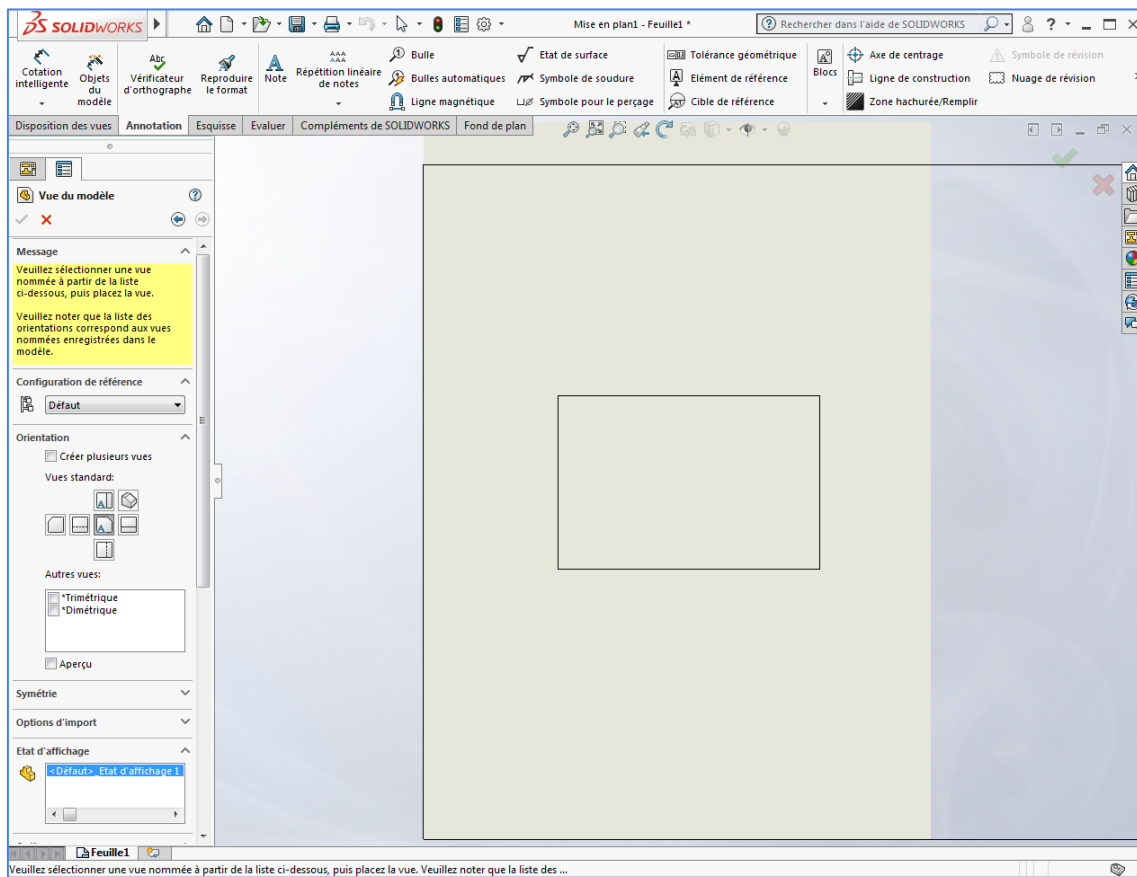 SOLIDWORKS
Mise en plan1 - Feuille1 *
Rechercher dans l'aide de SOLIDWORKS
Cotation intelligente
Objets du modèle
Abc
Vérificateur d'orthographe
Reproduire le format
A
Note
AAA
AAA
Répétition linéaire de notes
Bulle
Bulles automatiques
Ligne magnétique
Etat de surface
Symbole de soudure
Symbole pour le perçage
Tolérance géométrique
Elément de référence
Cible de référence
Blocs
Axe de centrage
Ligne de construction
Zone hachurée/Remplir
Symbole de révision
Nuage de révision
Disposition des vues
Annotation
Esquisse
Evaluer
Compléments de SOLIDWORKS
Fond de plan
Vue du modèle
Message
Veuillez sélectionner une vue
nommée à partir de la liste
ci-dessous, puis placez la vue.
Veuillez noter que la liste des
orientations correspond aux vues
nommées enregistrées dans le
modèle.
Configuration de référence
Défaut
Orientation
Créer plusieurs vues
Vues standard:
Autres vues:
*Trimétrique
*Dimétrique
Aperçu
Symétrie
Options d'import
Etat d'affichage
<Défaut>_Etat d'affichage 1
Feuille1
Veuillez sélectionner une vue nommée à partir de la liste ci-dessous, puis placez la vue. Veuillez noter que la liste des ...